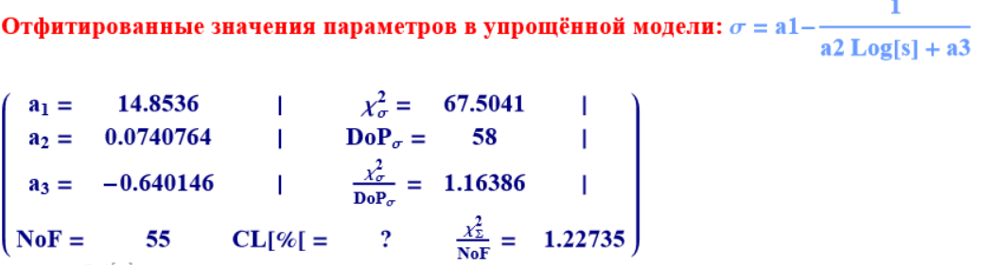 Отфитированные значения параметров в упрощённой модели: σ = a1− 1 / (a2 Log[s] + a3)
a₁ = 14.8536 | χ²σ = 67.5041 |
a₂ = 0.0740764 | DoPσ = 58 |
a₃ = −0.640146 | χ²σ / DoPσ = 1.16386 |
NoF = 55 CL[%[ = ? χ²Σ / NoF = 1.22735